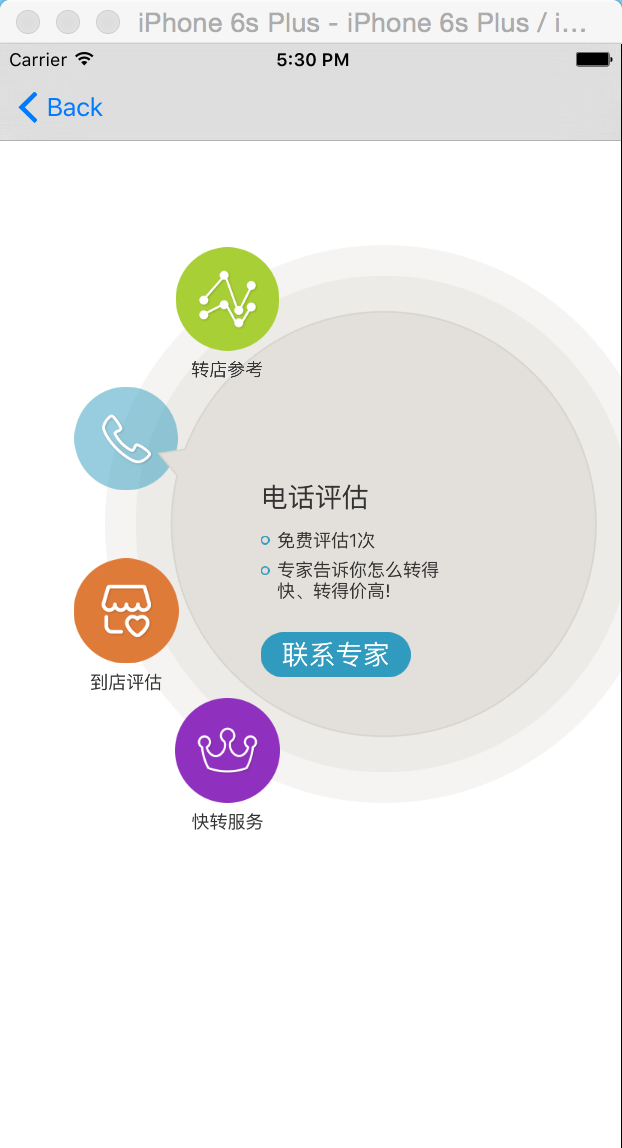 iPhone 6s Plus - iPhone 6s Plus / i...
Carrier
5:30 PM
Back
转店参考
电话评估
免费评估1次
专家告诉你怎么转得
快、转得价高!
联系专家
到店评估
快转服务